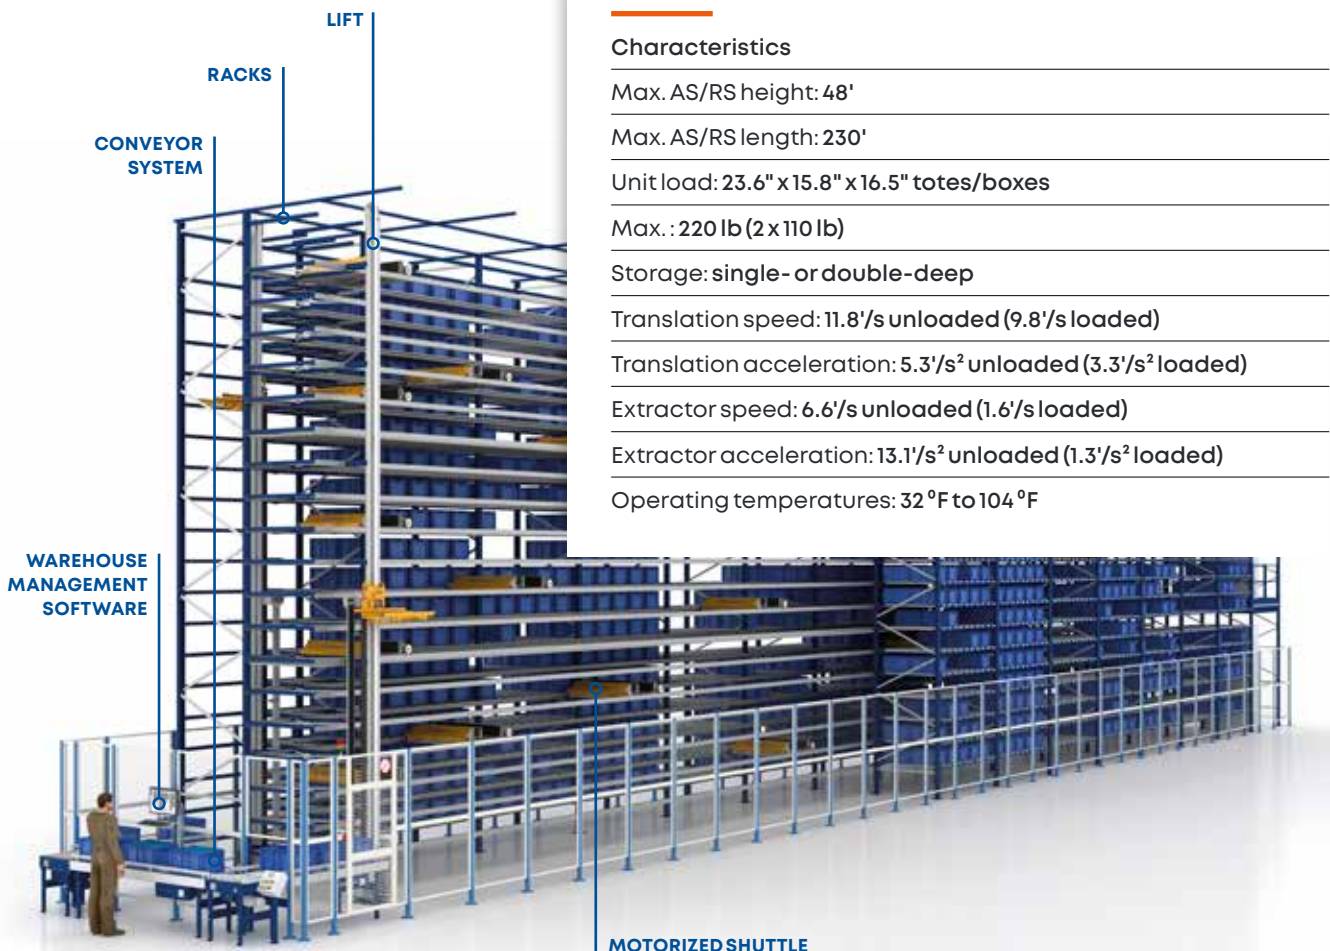 LIFT
RACKS
CONVEYOR
SYSTEM
WAREHOUSE
MANAGEMENT
SOFTWARE
MOTORIZED SHUTTLE
Characteristics
Max. AS/RS height: 48'
Max. AS/RS length: 230'
Unit load: 23.6" x 15.8" x 16.5" totes/boxes
Max. : 220 lb (2 x 110 lb)
Storage: single- or double-deep
Translation speed: 11.8'/s unloaded (9.8'/s loaded)
Translation acceleration: 5.3'/s² unloaded (3.3'/s² loaded)
Extractor speed: 6.6'/s unloaded (1.6'/s loaded)
Extractor acceleration: 13.1'/s² unloaded (1.3'/s² loaded)
Operating temperatures: 32 ⁰F to 104 ⁰F